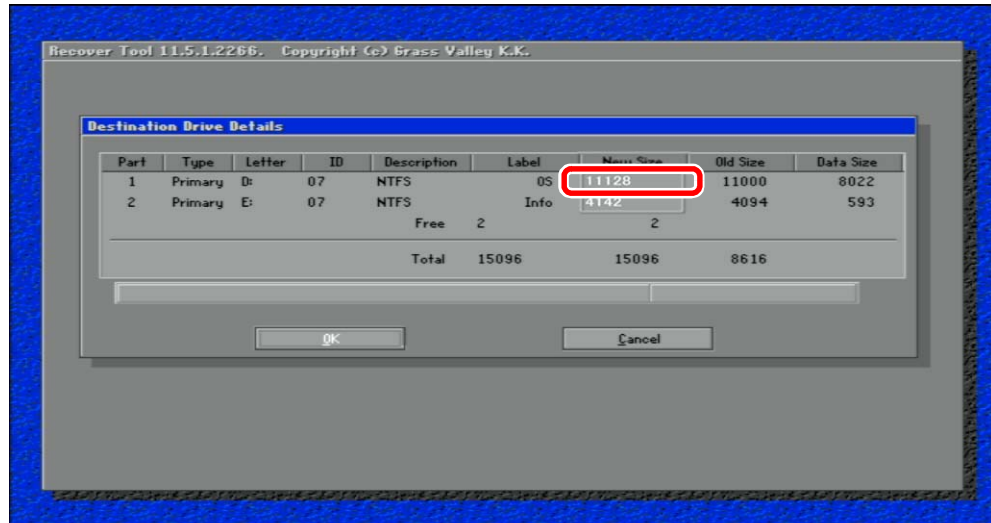 Recover Tool 11.5.1.2266. Copyright (c) Grass Valley K.K.
Destination Drive Details
Part Type Letter ID Description Label New Size Old Size Data Size
1 Primary D: 07 NTFS OS 11128 11000 8022
2 Primary E: 07 NTFS Info 4142 4094 593
Free 2 2
Total 15096 15096 8616
OK Cancel